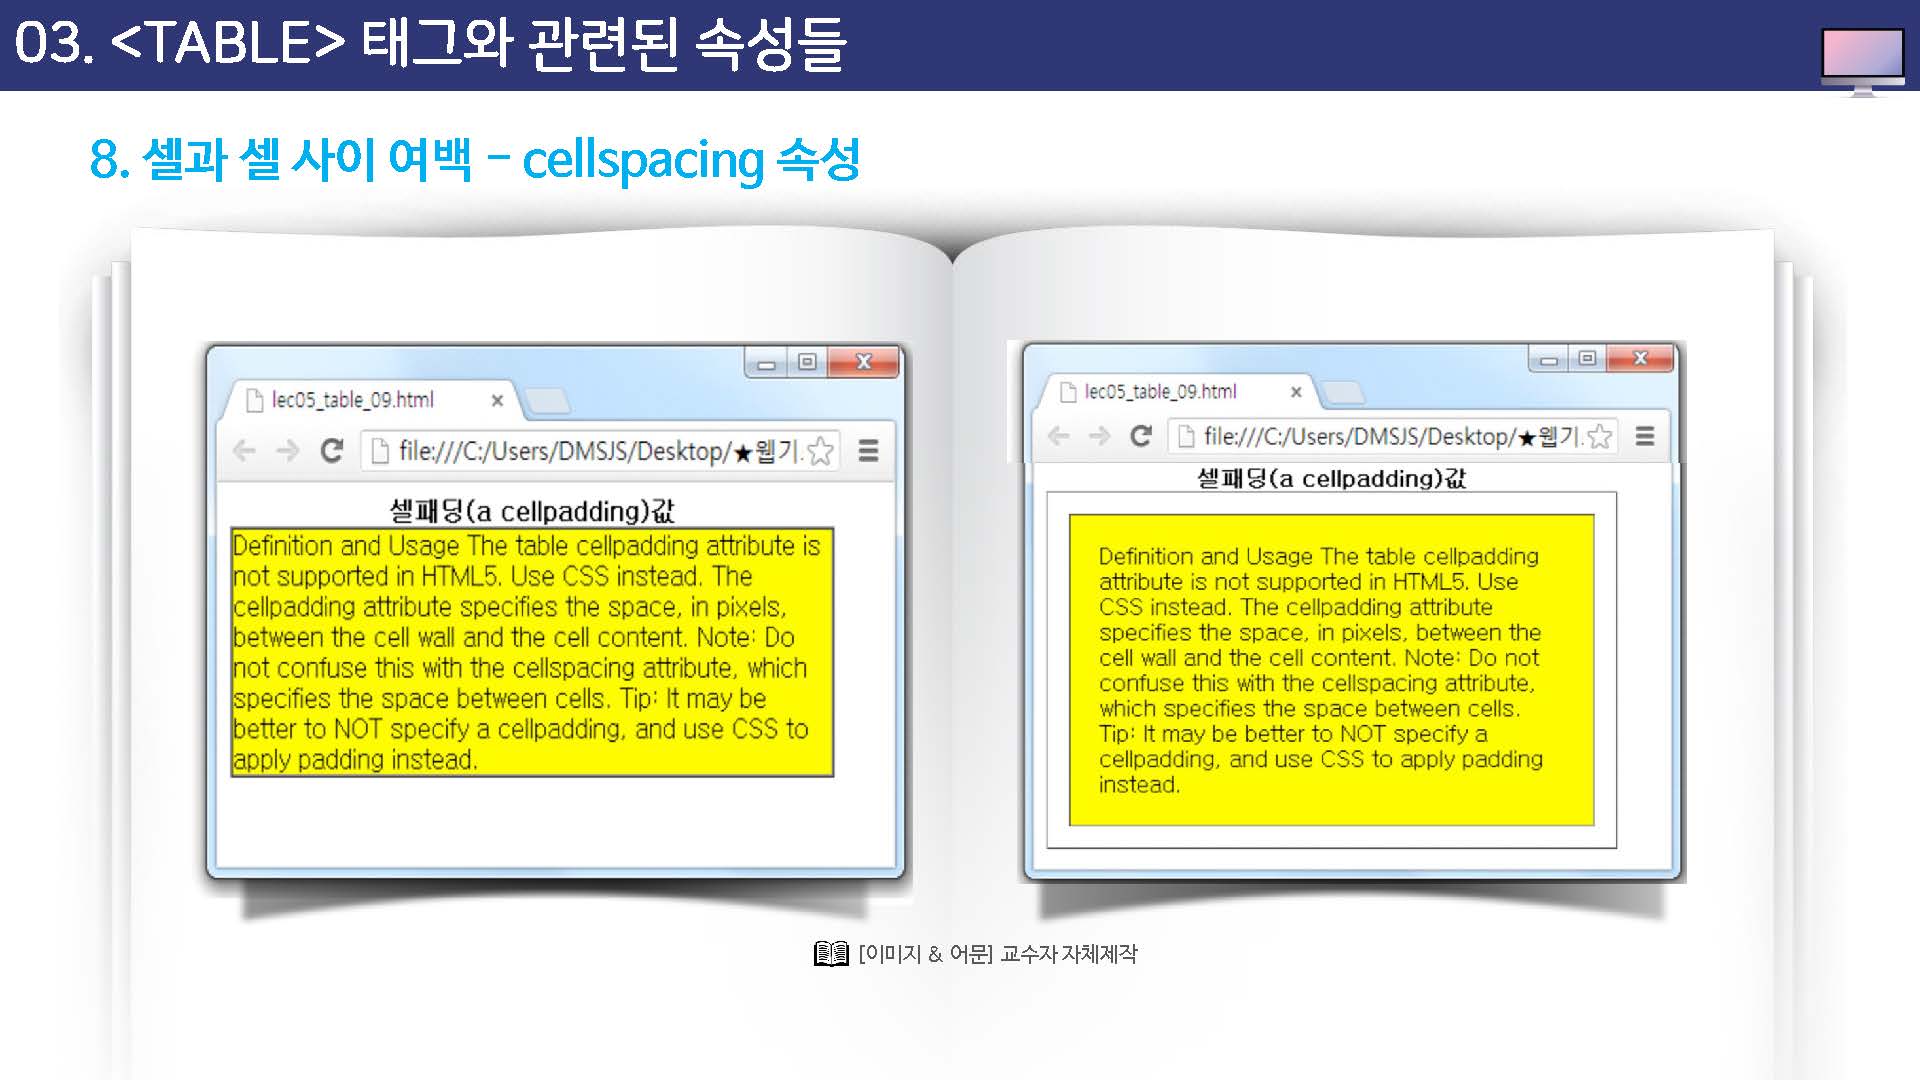 03. <TABLE> 태그와 관련된 속성들
8. 셀과 셀 사이 여백 - cellspacing 속성
lec05_table_09.html
file:///C:/Users/DMSJS/Desktop/★웹기.
셀패딩(a cellpadding)값
Definition and Usage The table cellpadding attribute is
not supported in HTML5. Use CSS instead. The
cellpadding attribute specifies the space, in pixels,
between the cell wall and the cell content. Note: Do
not confuse this with the cellspacing attribute, which
specifies the space between cells. Tip: It may be
better to NOT specify a cellpadding, and use CSS to
apply padding instead.
lec05_table_09.html
file:///C:/Users/DMSJS/Desktop/★웹기.
셀패딩(a cellpadding)값
Definition and Usage The table cellpadding
attribute is not supported in HTML5. Use
CSS instead. The cellpadding attribute
specifies the space, in pixels, between the
cell wall and the cell content. Note: Do not
confuse this with the cellspacing attribute,
which specifies the space between cells.
Tip: It may be better to NOT specify a
cellpadding, and use CSS to apply padding
instead.
[이미지 & 어문] 교수자 자체제작